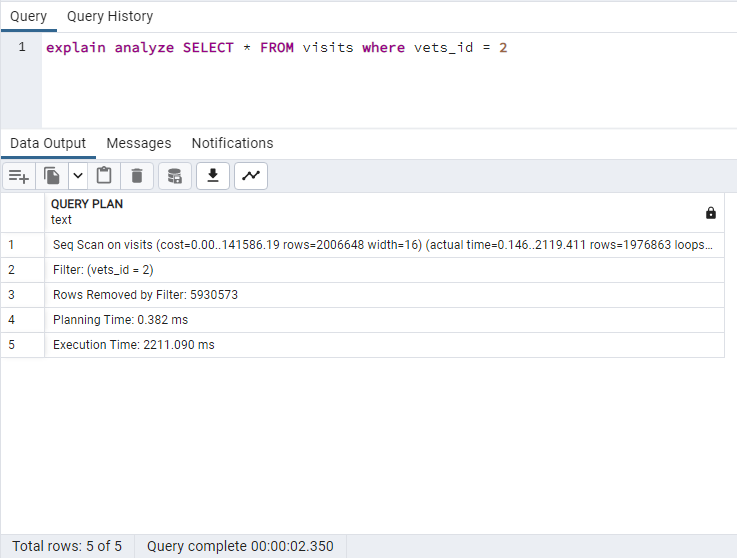 Query Query History
1 explain analyze SELECT * FROM visits where vets_id = 2
Data Output Messages Notifications
QUERY PLAN
text
1 Seq Scan on visits (cost=0.00..141586.19 rows=2006648 width=16) (actual time=0.146..2119.411 rows=1976863 loops...
2 Filter: (vets_id = 2)
3 Rows Removed by Filter: 5930573
4 Planning Time: 0.382 ms
5 Execution Time: 2211.090 ms
Total rows: 5 of 5 Query complete 00:00:02.350